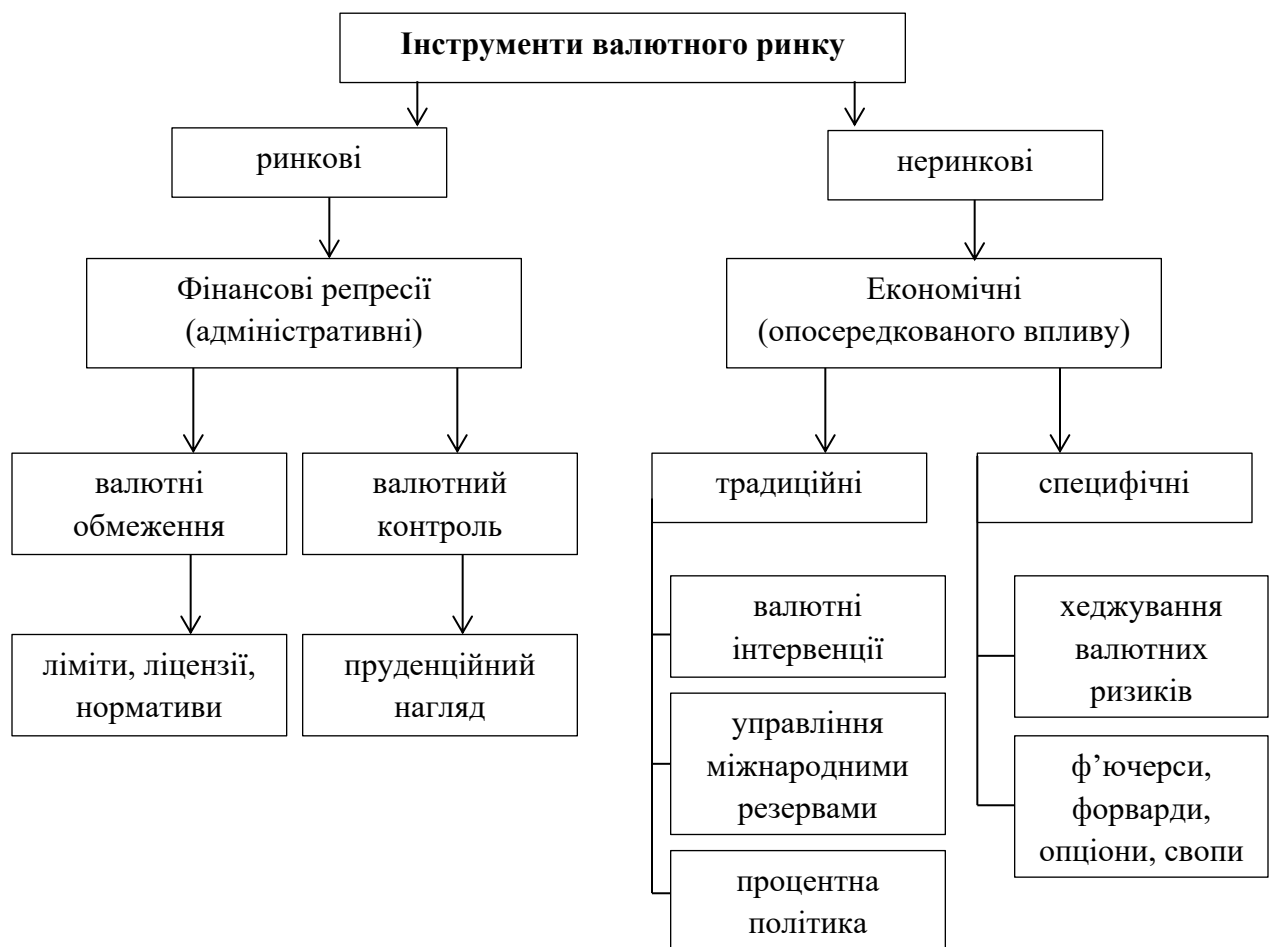 Інструменти валютного ринку
ринкові
неринкові
Фінансові репресії
(адміністративні)
Економічні
(опосередкованого впливу)
валютні
обмеження
валютний
контроль
традиційні
специфічні
ліміти, ліцензії,
нормативи
пруденційний
нагляд
валютні
інтервенції
управління
міжнародними
резервами
процентна
політика
хеджування
валютних
ризиків
ф’ючерси,
форварди,
опціони, свопи